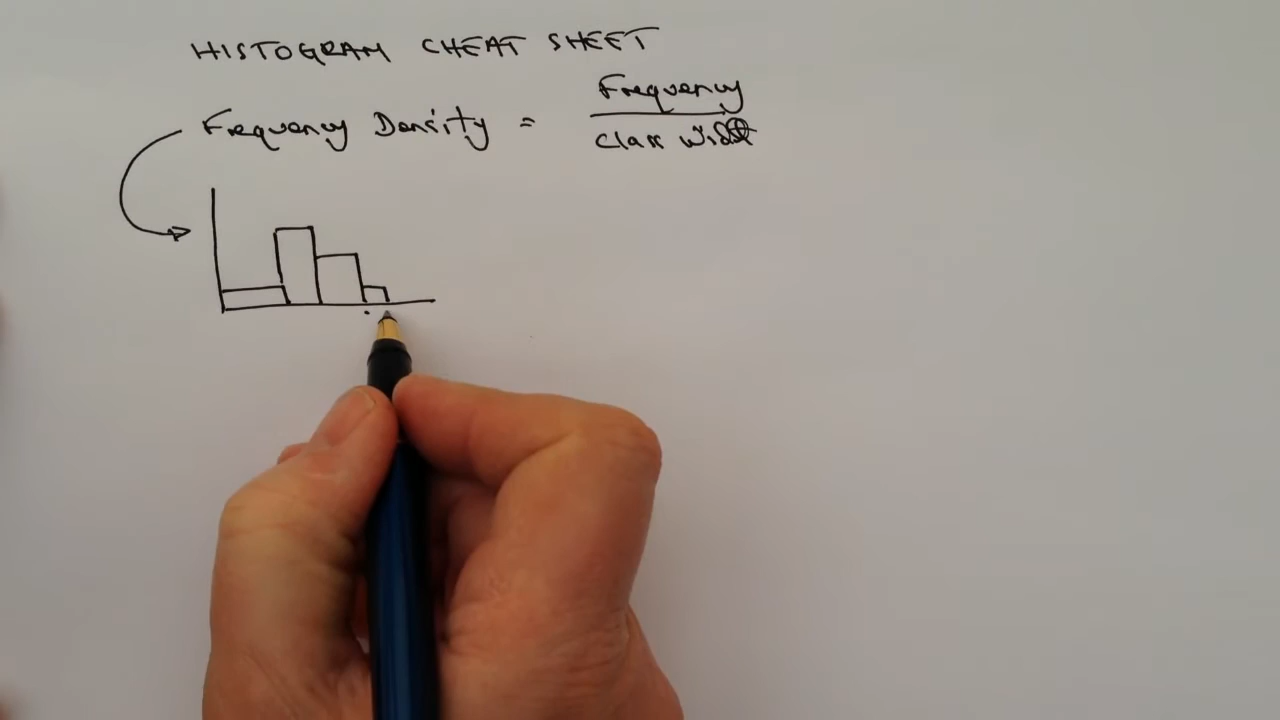 HISTOGRAM CHEAT SHEET
Frequency Density = Frequency
Class Width